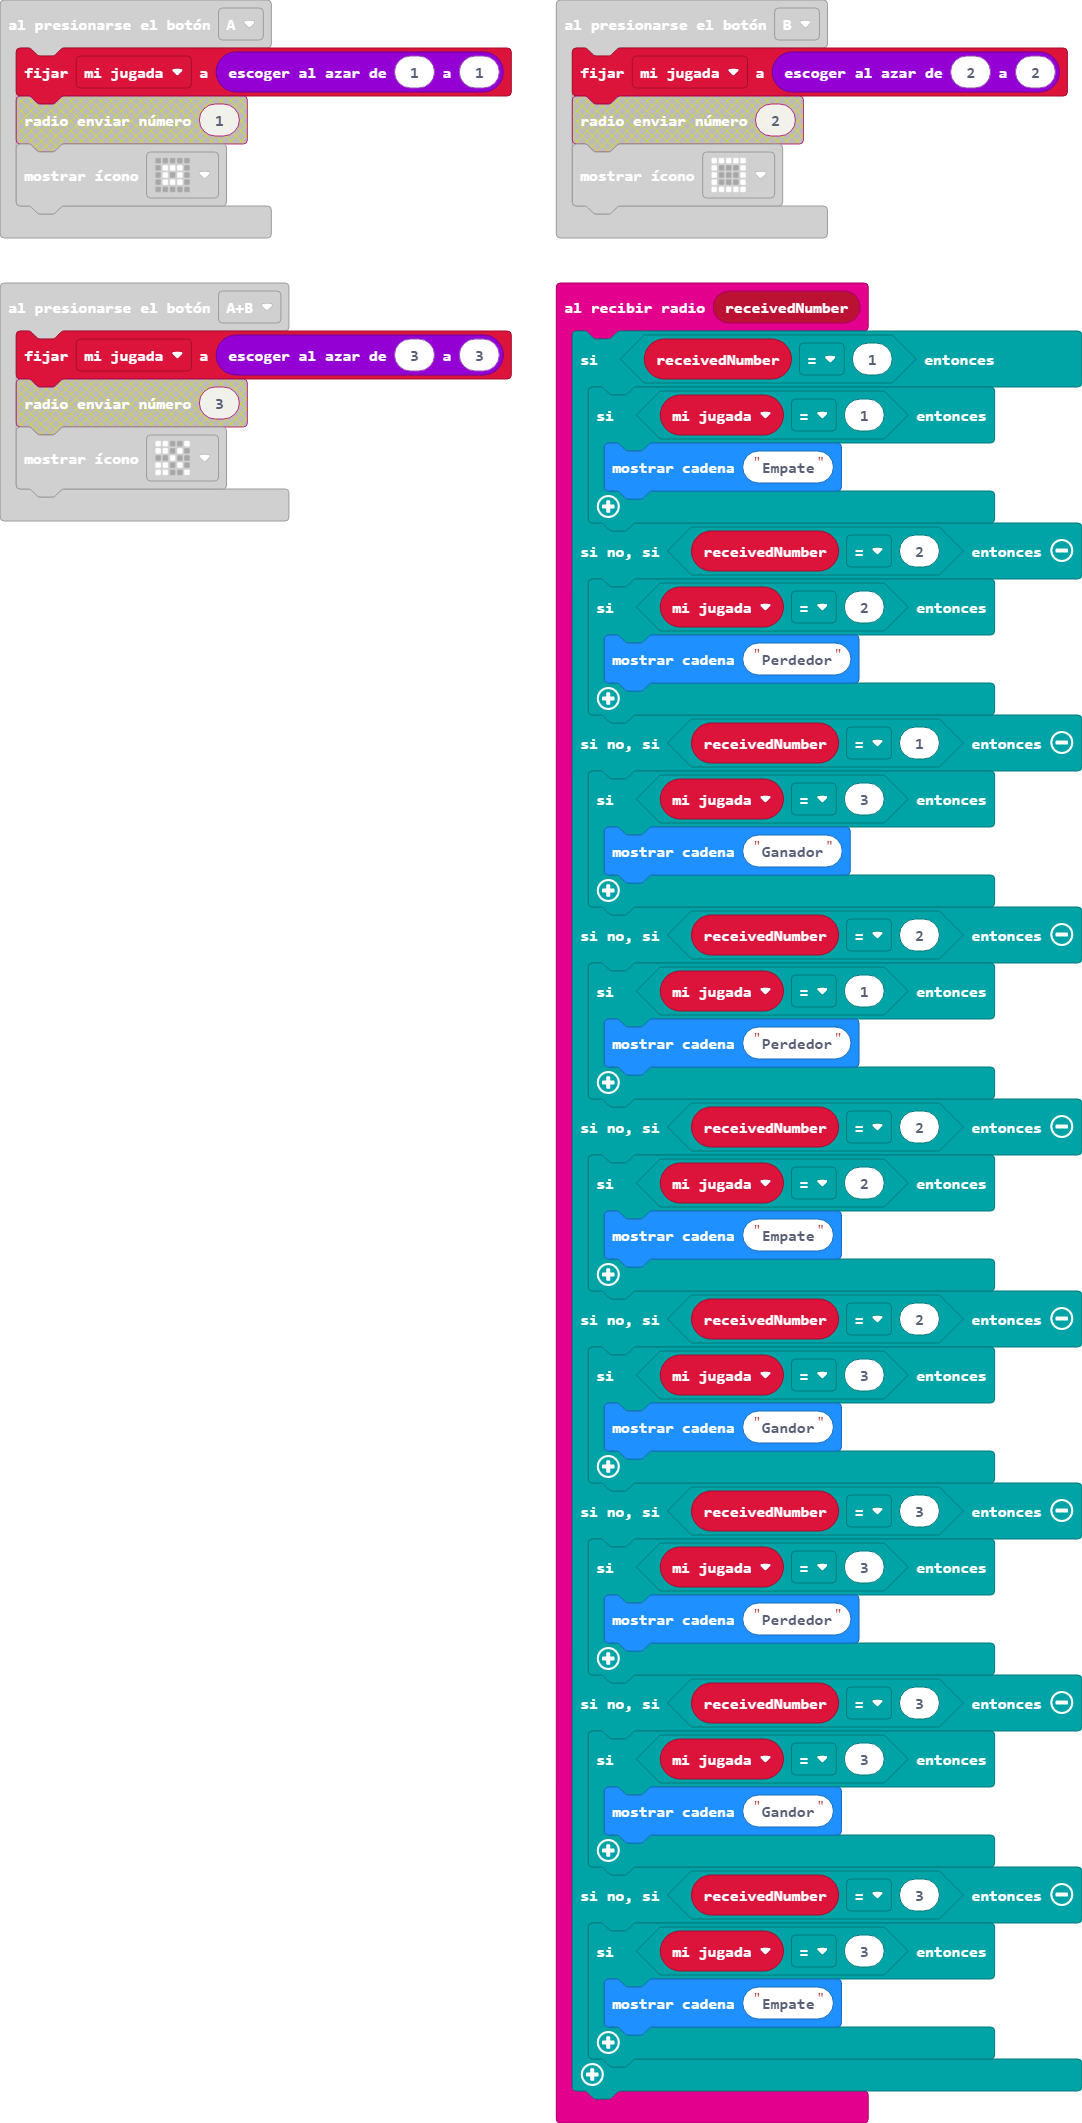 al presionarse el botón A
fijar mi jugada a escoger al azar de 1 a 1
radio enviar número 1
mostrar ícono
al presionarse el botón B
fijar mi jugada a escoger al azar de 2 a 2
radio enviar número 2
mostrar ícono
al presionarse el botón A+B
fijar mi jugada a escoger al azar de 3 a 3
radio enviar número 3
mostrar ícono
al recibir radio receivedNumber
si receivedNumber = 1 entonces
si mi jugada = 1 entonces
mostrar cadena "Empate"
si no, si receivedNumber = 2 entonces
si mi jugada = 2 entonces
mostrar cadena "Perdedor"
si no, si receivedNumber = 1 entonces
si mi jugada = 3 entonces
mostrar cadena "Ganador"
si no, si receivedNumber = 2 entonces
si mi jugada = 1 entonces
mostrar cadena "Perdedor"
si no, si receivedNumber = 2 entonces
si mi jugada = 2 entonces
mostrar cadena "Empate"
si no, si receivedNumber = 2 entonces
si mi jugada = 3 entonces
mostrar cadena "Gandor"
si no, si receivedNumber = 3 entonces
si mi jugada = 3 entonces
mostrar cadena "Perdedor"
si no, si receivedNumber = 3 entonces
si mi jugada = 3 entonces
mostrar cadena "Gandor"
si no, si receivedNumber = 3 entonces
si mi jugada = 3 entonces
mostrar cadena "Empate"